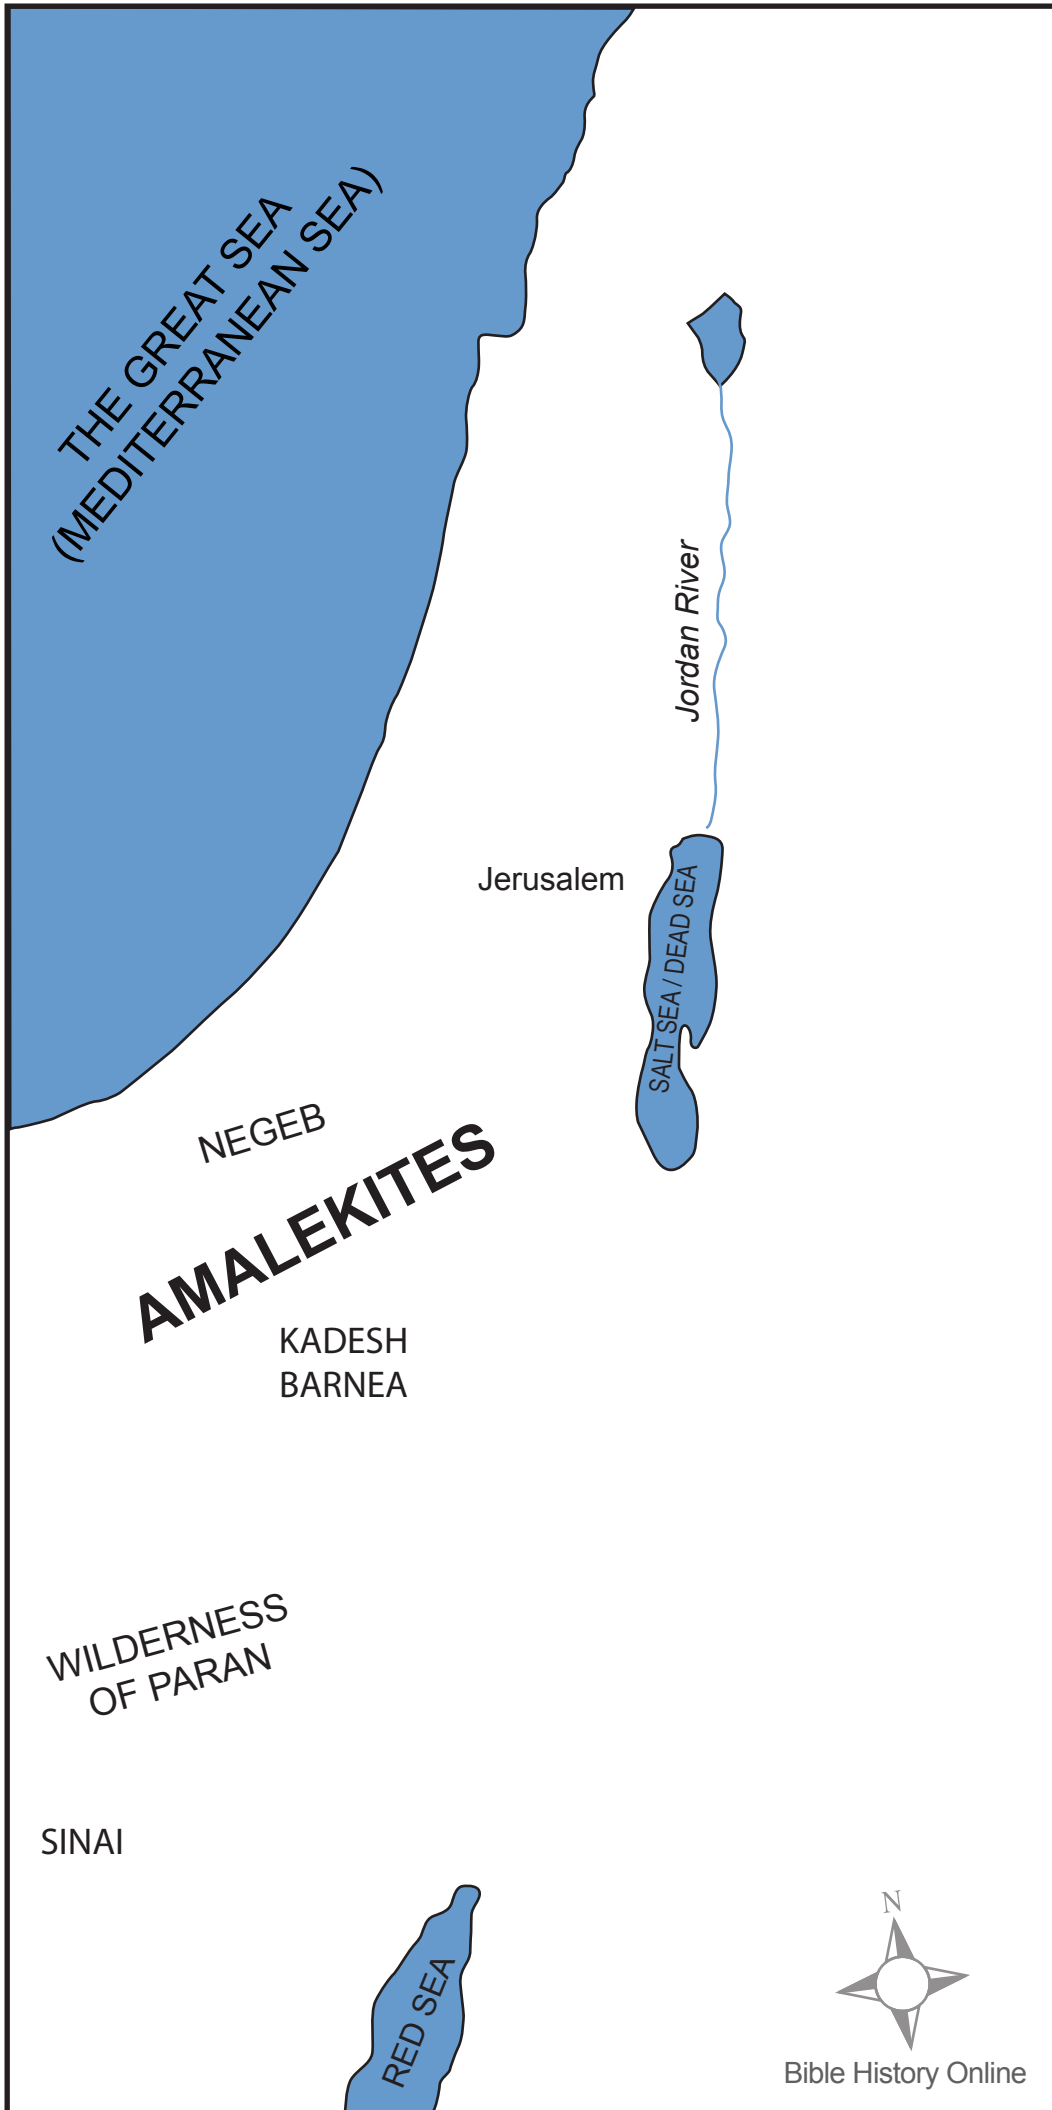 THE GREAT SEA
(MEDITERRANEAN SEA)
Jordan River
Jerusalem
SALT SEA / DEAD SEA
NEGEB
AMALEKITES
KADESH
BARNEA
WILDERNESS
OF PARAN
SINAI
RED SEA
N
Bible History Online